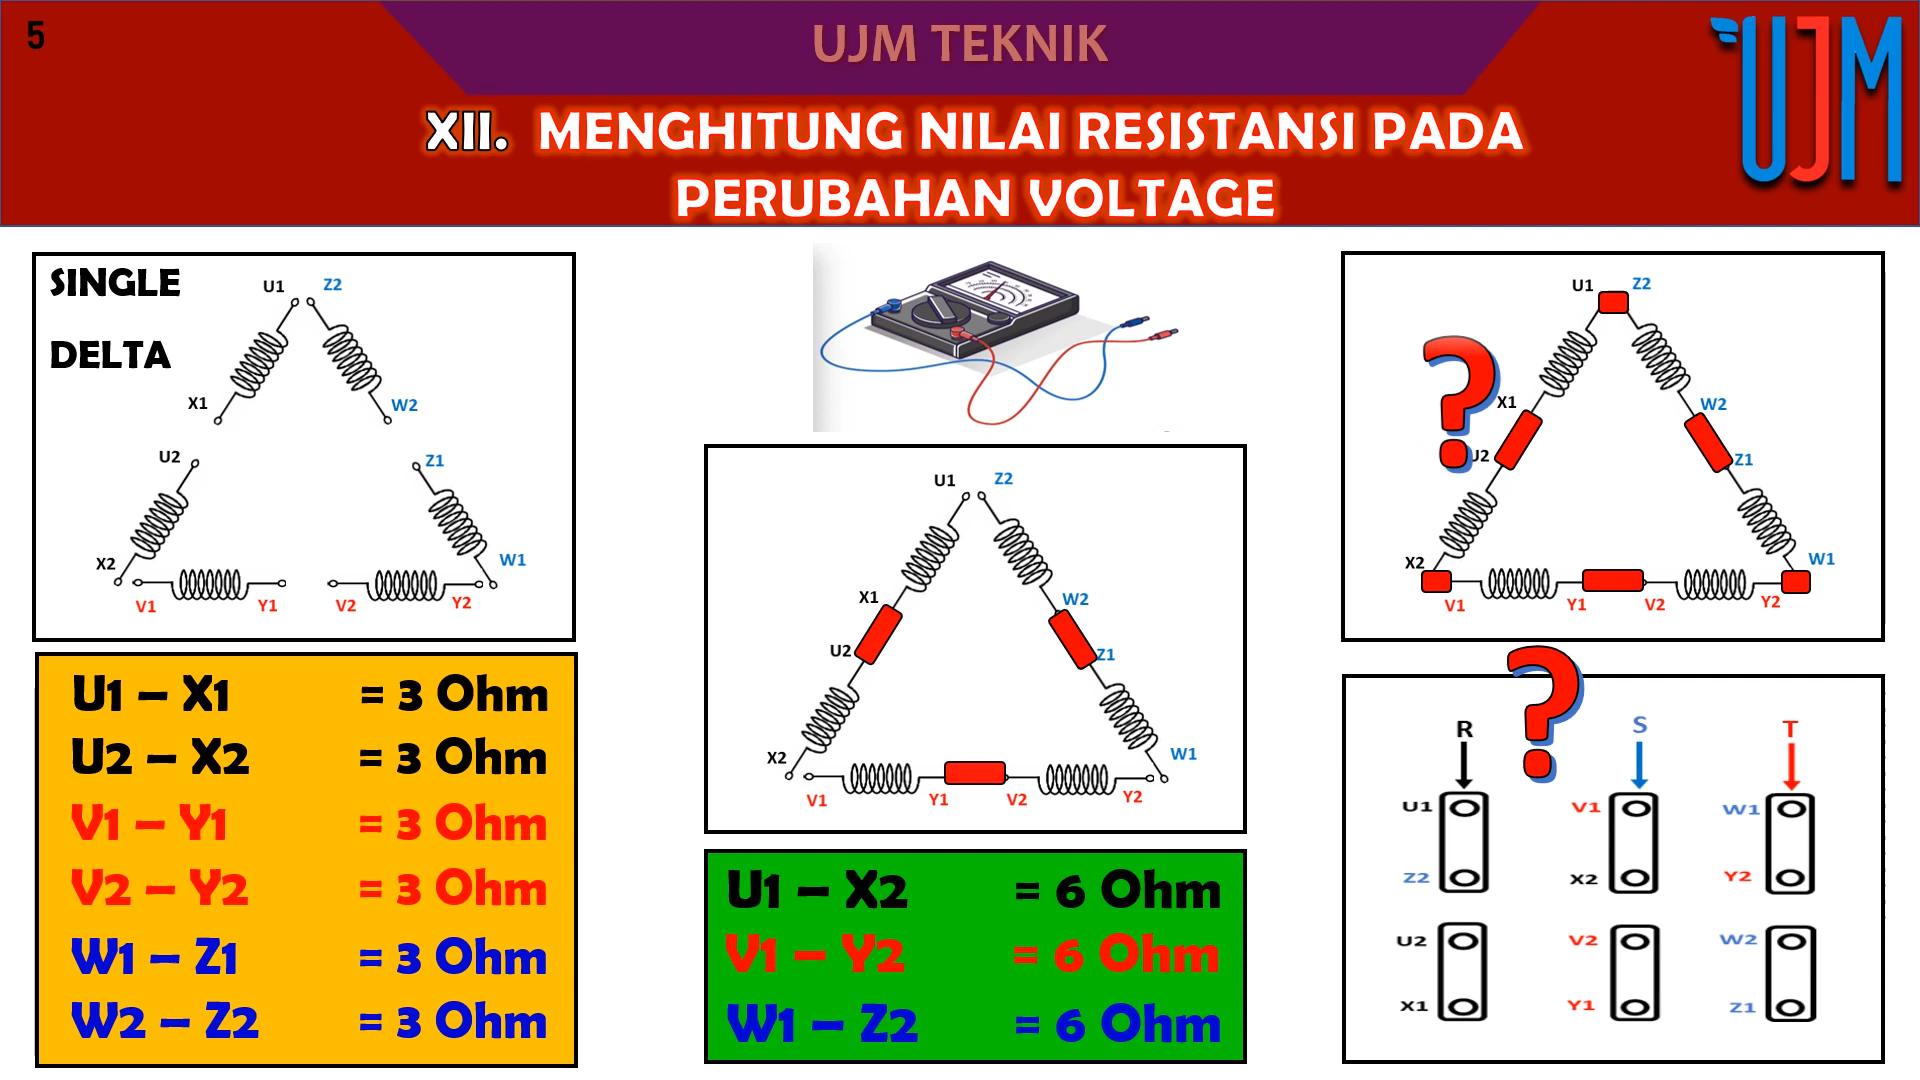 5
UJM TEKNIK
UJM
XII. MENGHITUNG NILAI RESISTANSI PADA
PERUBAHAN VOLTAGE
SINGLE
DELTA
U1 Z2
X1 W2
U2 Z1
X2 W1
V1 Y1 V2 Y2
U1 – X1 = 3 Ohm
U2 – X2 = 3 Ohm
V1 – Y1 = 3 Ohm
V2 – Y2 = 3 Ohm
W1 – Z1 = 3 Ohm
W2 – Z2 = 3 Ohm
U1 Z2
X1 W2
U2 Z1
X2 W1
V1 Y1 V2 Y2
U1 – X2 = 6 Ohm
V1 – Y2 = 6 Ohm
W1 – Z2 = 6 Ohm
U1 Z2
?
X1 W2
U2 Z1
X2 W1
V1 Y1 V2 Y2
?
R S T
U1 V1 W1
Z2 X2 Y2
U2 V2 W2
X1 Y1 Z1